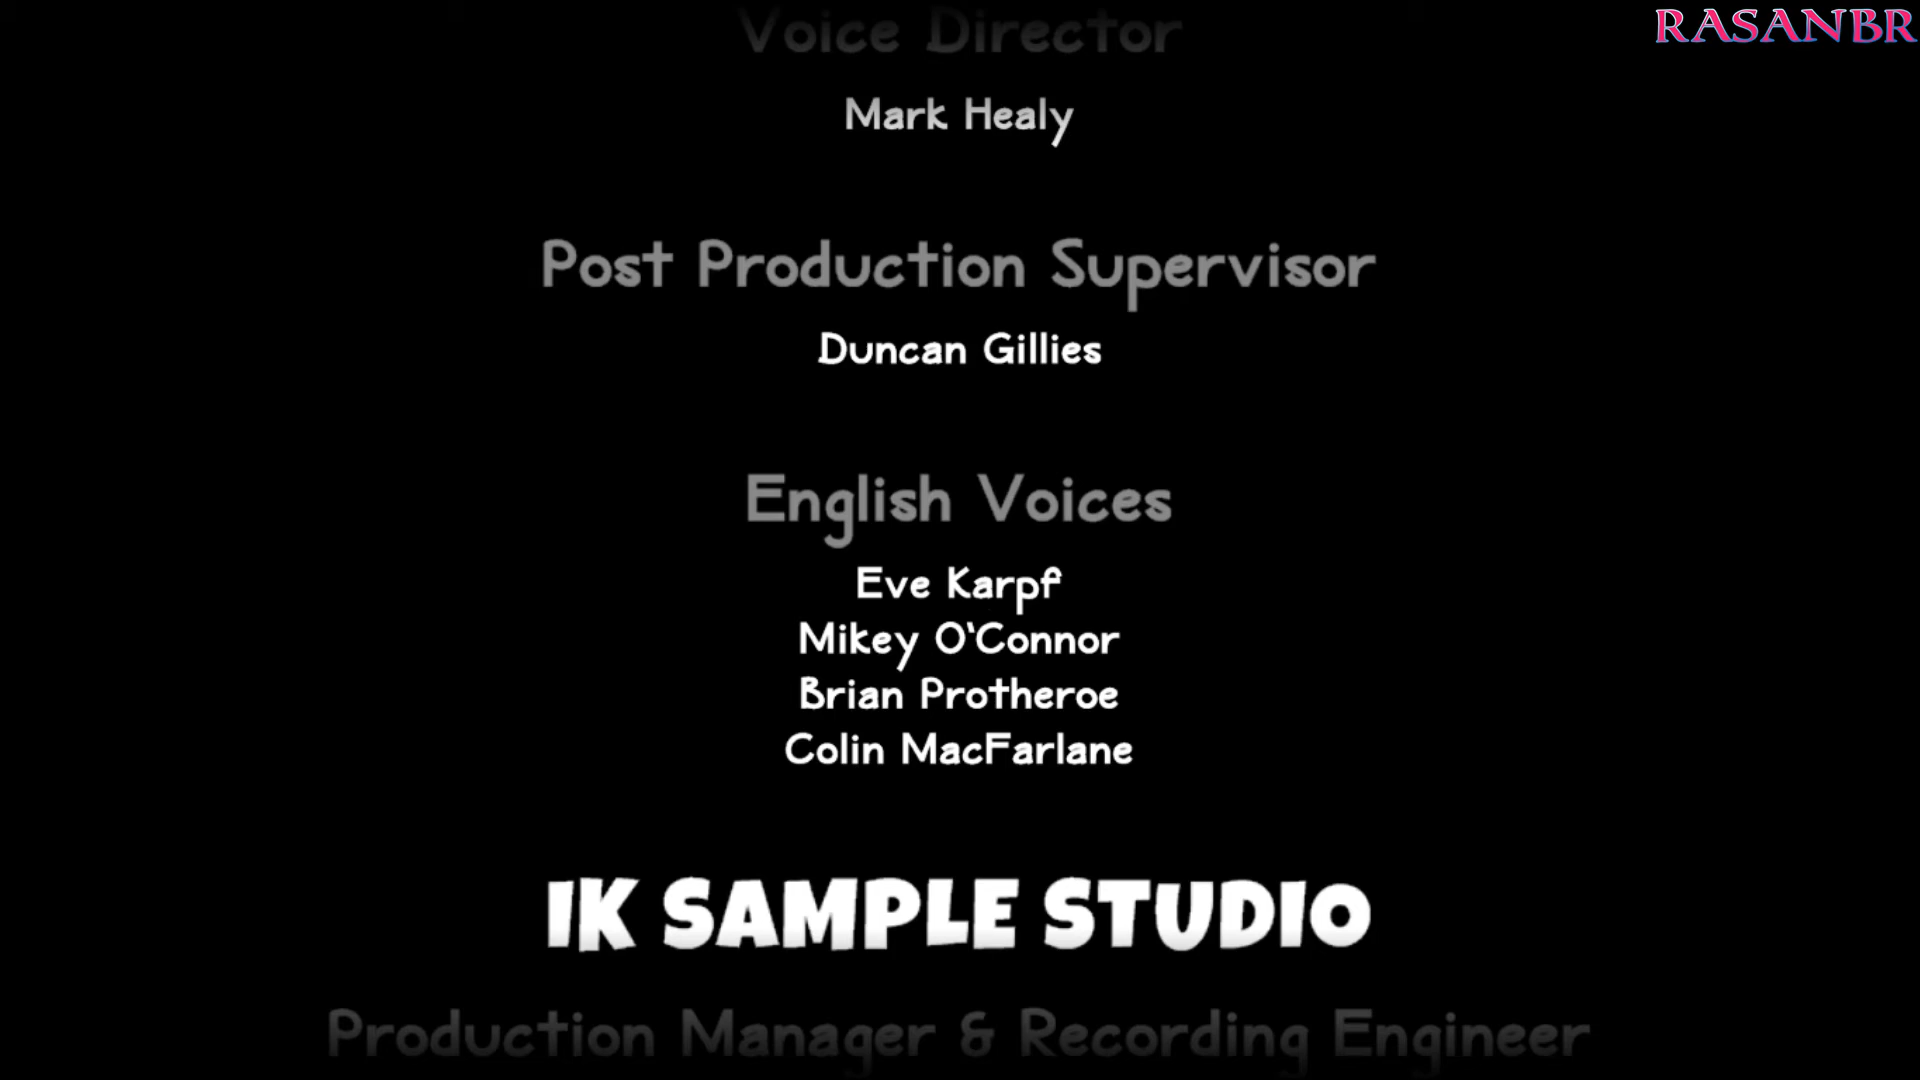 Voice Director
RASANBR
Mark Healy
Post Production Supervisor
Duncan Gillies
English Voices
Eve Karpf
Mikey O'Connor
Brian Protheroe
Colin MacFarlane
IK SAMPLE STUDIO
Production Manager & Recording Engineer